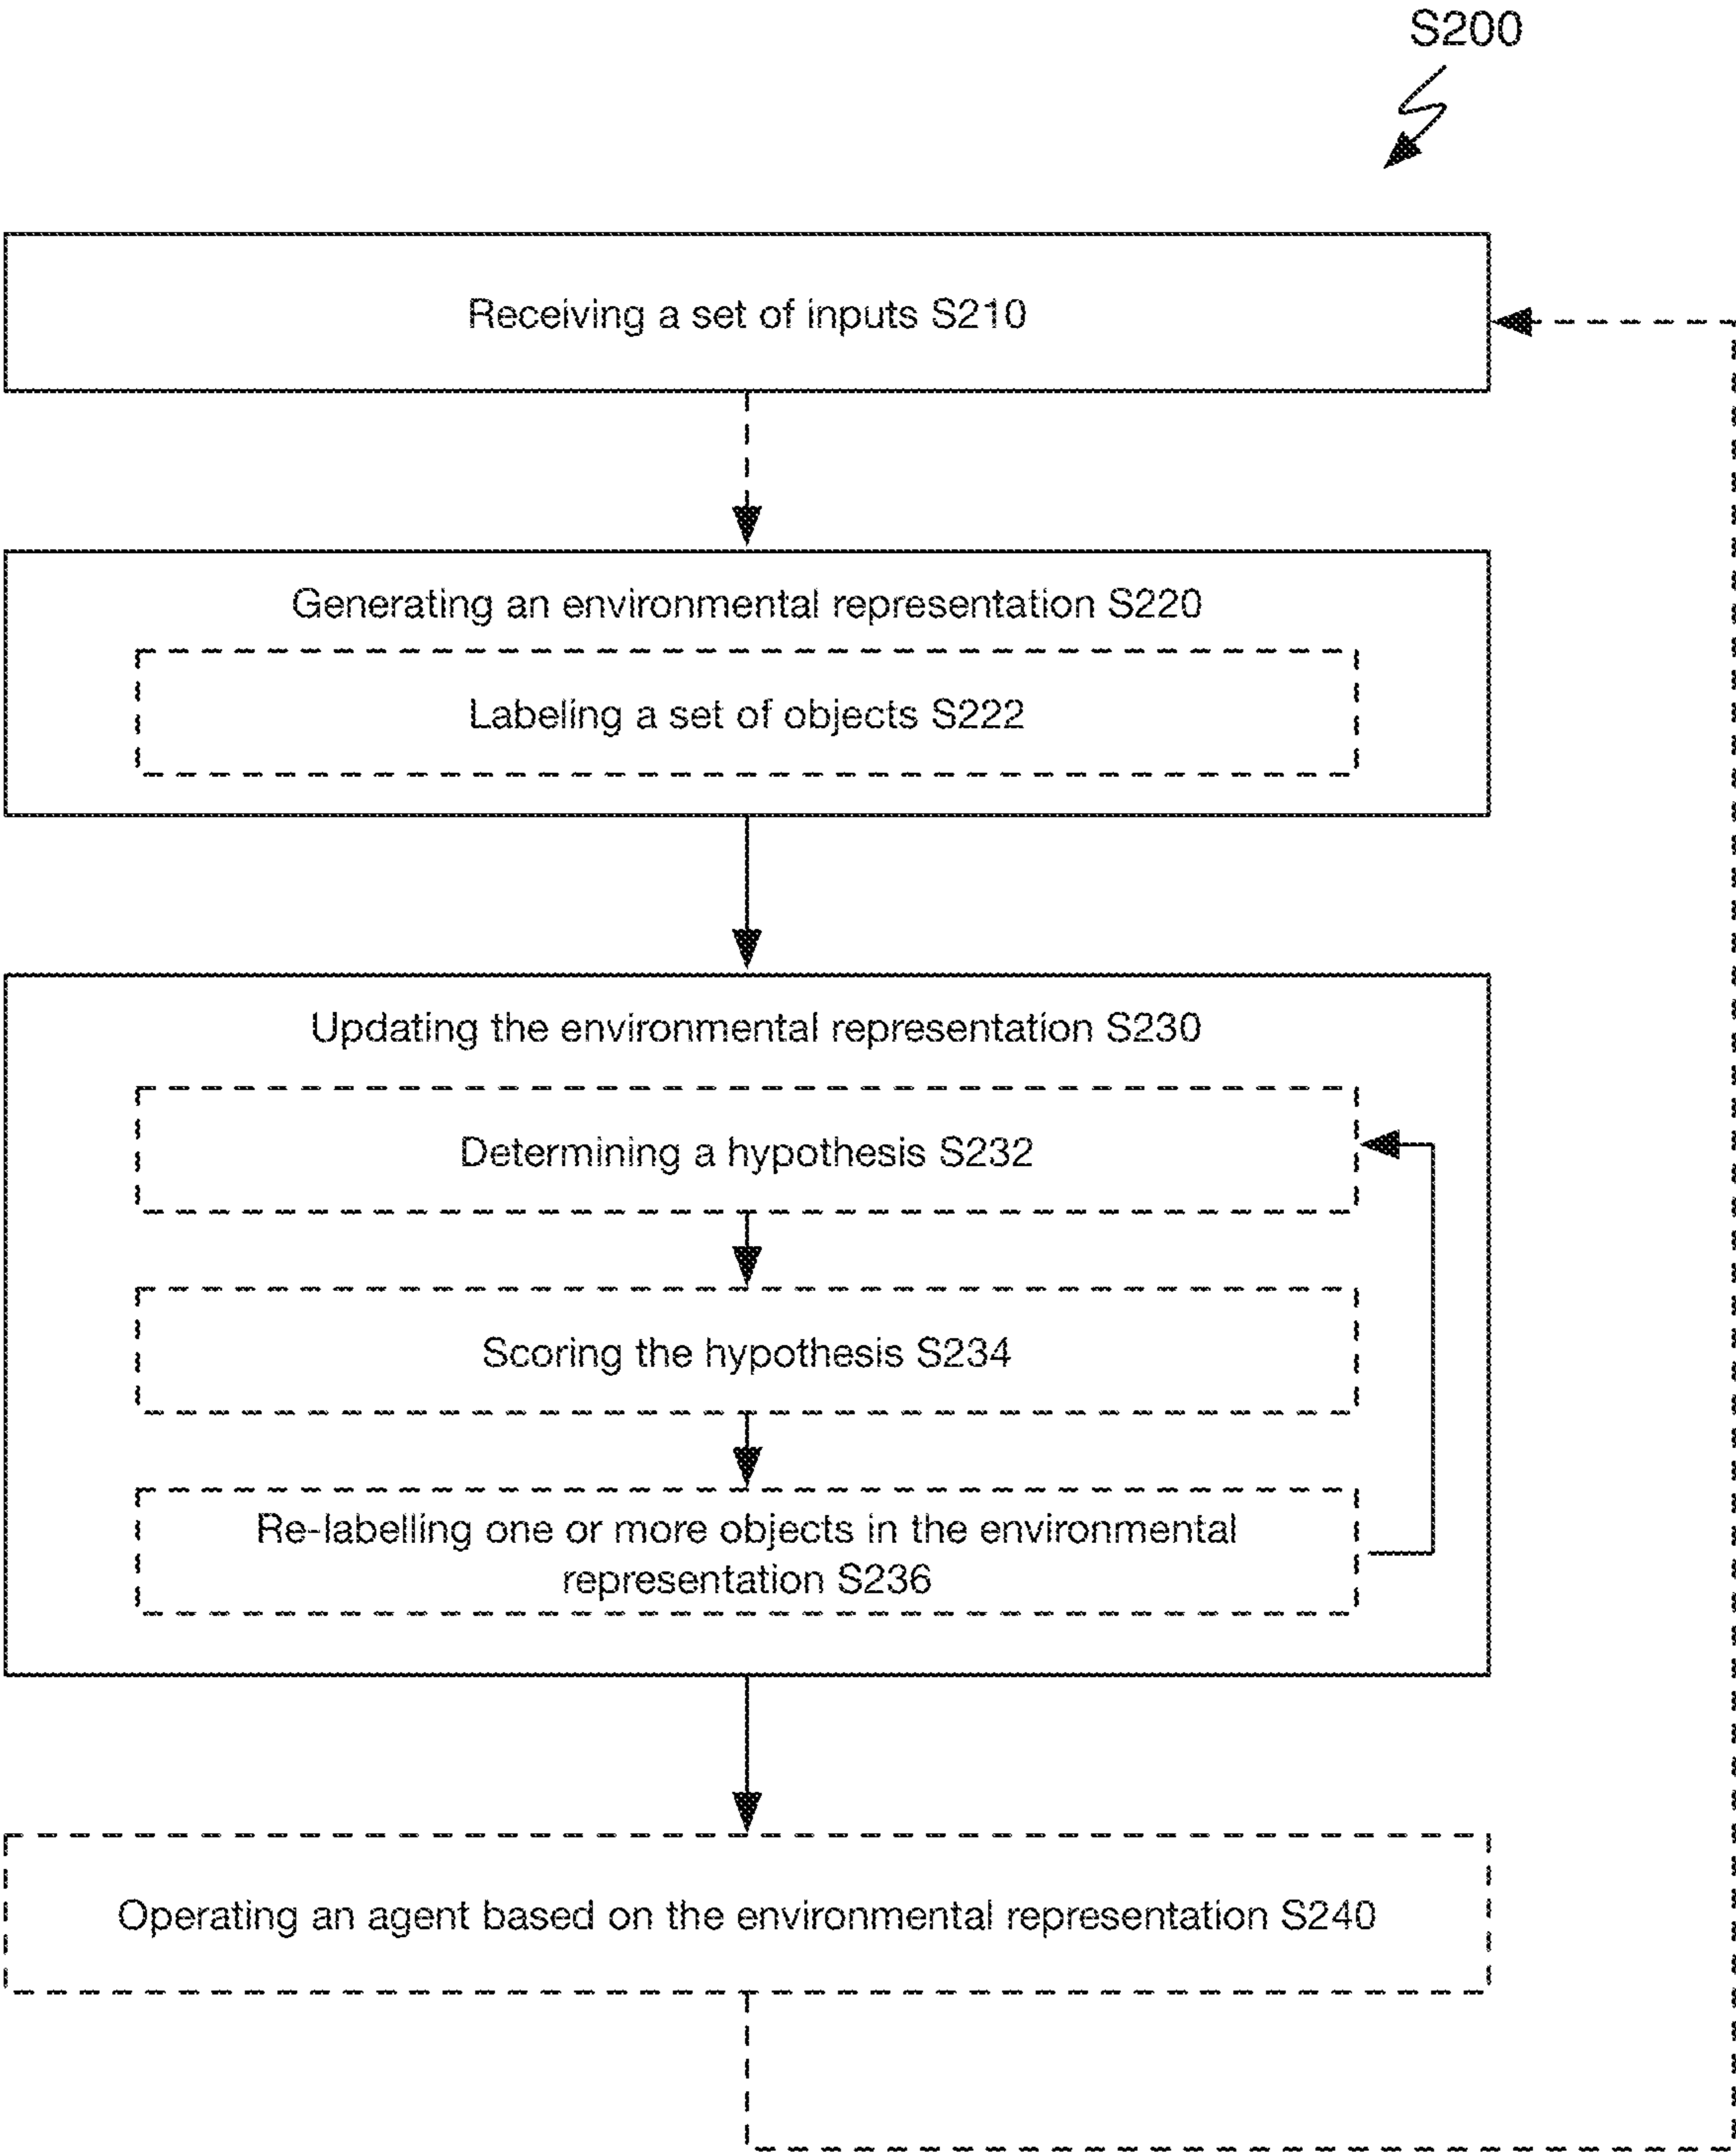 S200
Receiving a set of inputs S210
Generating an environmental representation S220
Labeling a set of objects S222
Updating the environmental representation S230
Determining a hypothesis S232
Scoring the hypothesis S234
Re-labelling one or more objects in the environmental
representation S236
Operating an agent based on the environmental representation S240